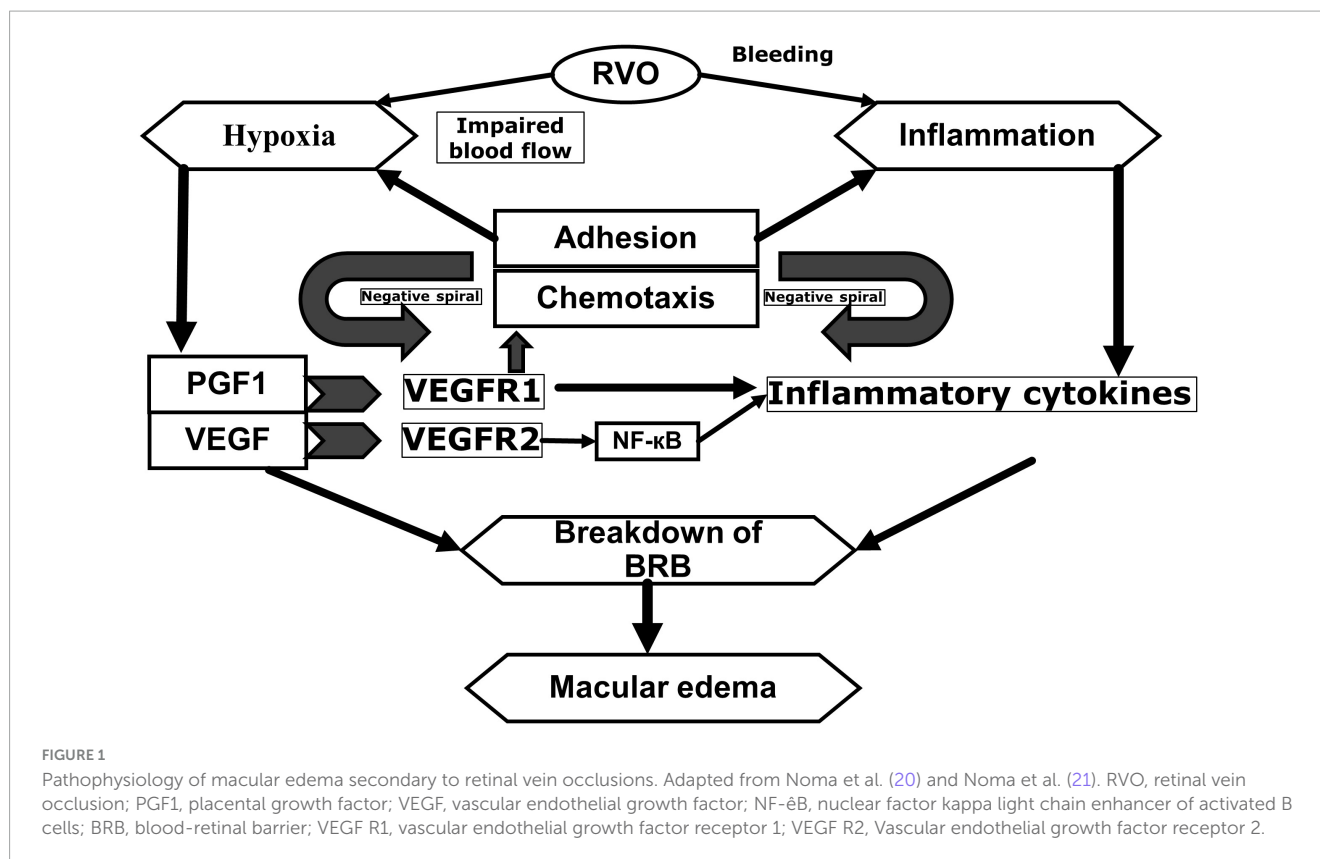 RVO
Bleeding
Hypoxia
Impaired
blood flow
Inflammation
Adhesion
Chemotaxis
Negative spiral
Negative spiral
PGF1
VEGFR1
Inflammatory cytokines
VEGF
VEGFR2
NF-κB
Breakdown of
BRB
Macular edema
FIGURE 1
Pathophysiology of macular edema secondary to retinal vein occlusions. Adapted from Noma et al. (20) and Noma et al. (21). RVO, retinal vein
occlusion; PGF1, placental growth factor; VEGF, vascular endothelial growth factor; NF-êB, nuclear factor kappa light chain enhancer of activated B
cells; BRB, blood-retinal barrier; VEGF R1, vascular endothelial growth factor receptor 1; VEGF R2, Vascular endothelial growth factor receptor 2.